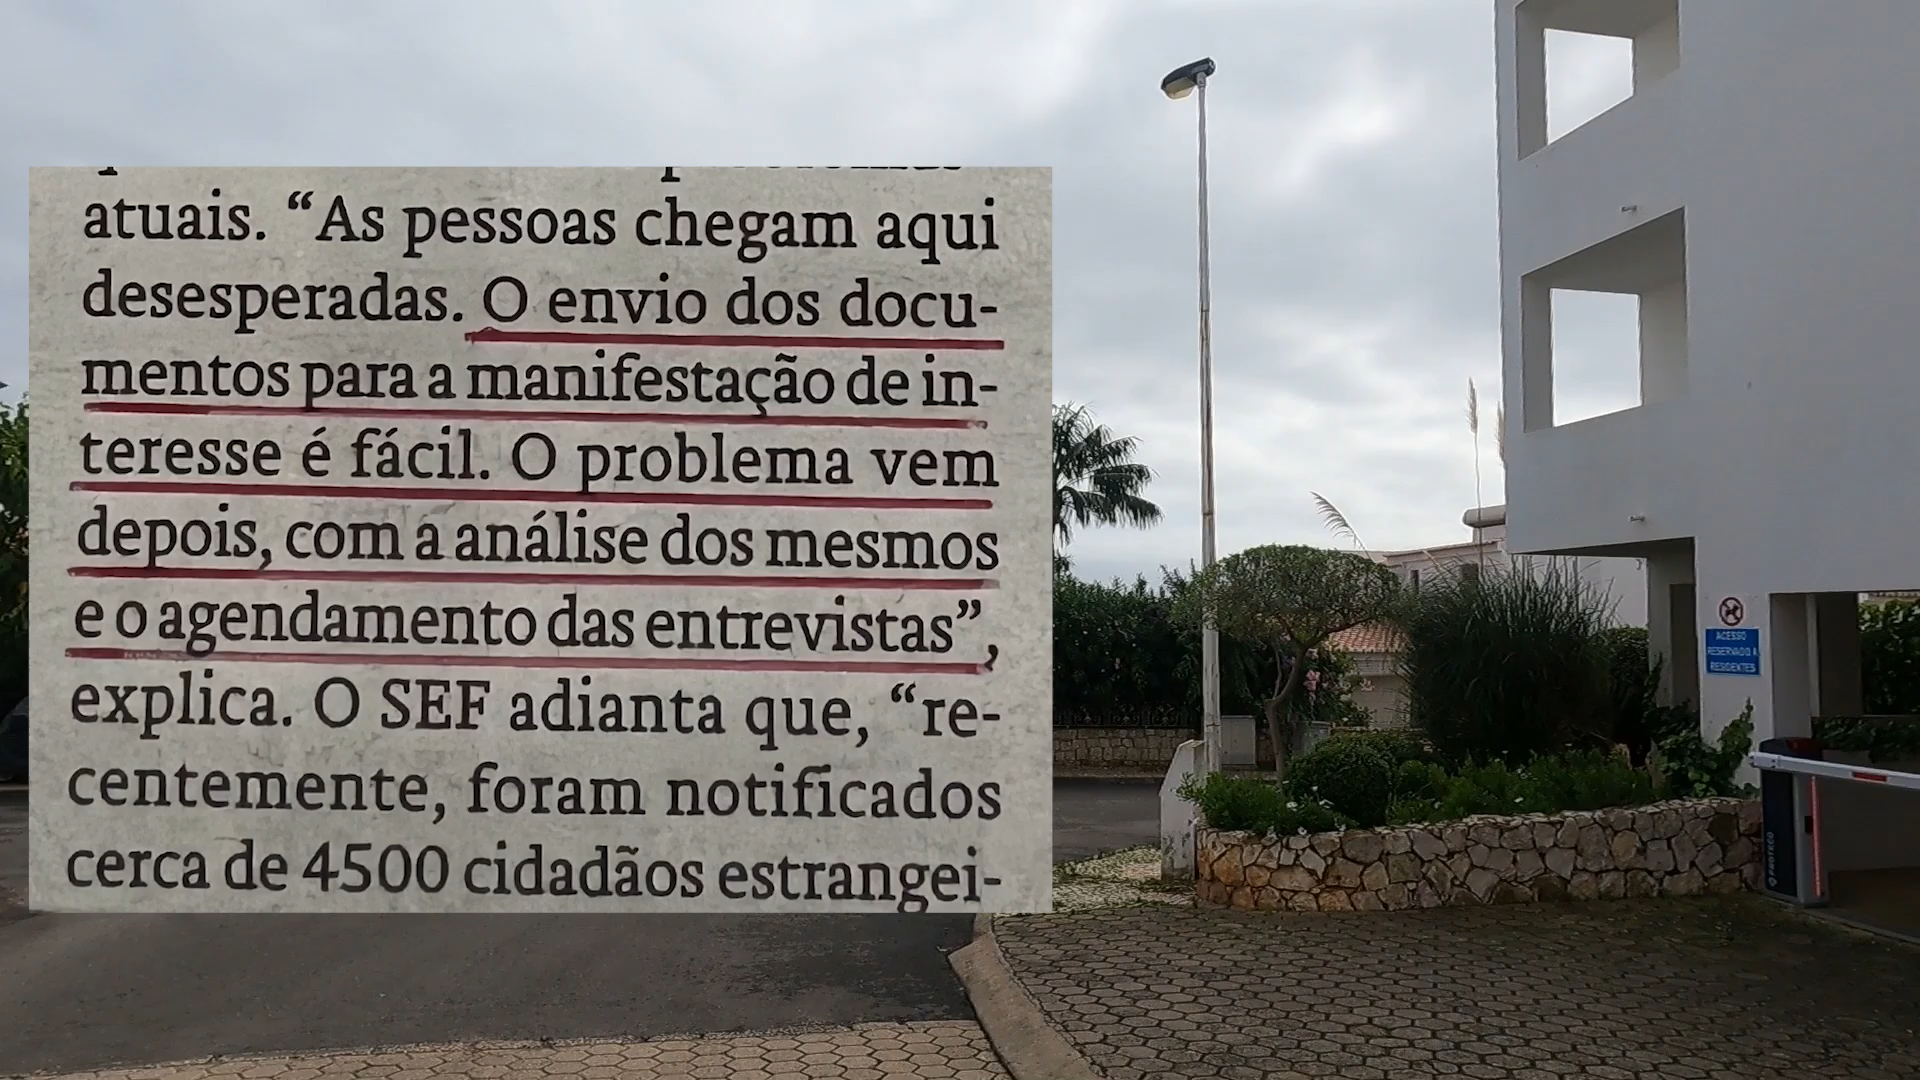 atuais. “As pessoas chegam aqui
desesperadas. O envio dos docu-
mentos para a manifestação de in-
teresse é fácil. O problema vem
depois, com a análise dos mesmos
e o agendamento das entrevistas”,
explica. O SEF adianta que, “re-
centemente, foram notificados
cerca de 4500 cidadãos estrangei-
ACESSO
RESERVADO A
RESIDENTES